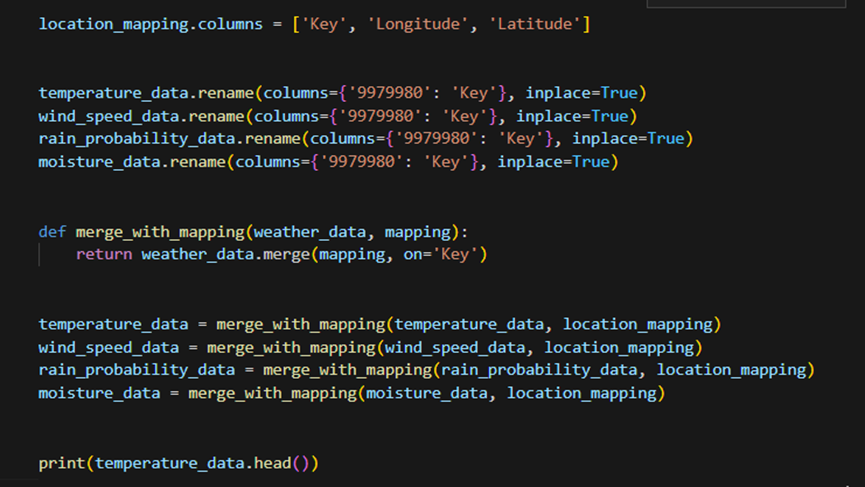 location_mapping.columns = ['Key', 'Longitude', 'Latitude']
temperature_data.rename(columns={'9979980': 'Key'}, inplace=True)
wind_speed_data.rename(columns={'9979980': 'Key'}, inplace=True)
rain_probability_data.rename(columns={'9979980': 'Key'}, inplace=True)
moisture_data.rename(columns={'9979980': 'Key'}, inplace=True)
def merge_with_mapping(weather_data, mapping):
    return weather_data.merge(mapping, on='Key')
temperature_data = merge_with_mapping(temperature_data, location_mapping)
wind_speed_data = merge_with_mapping(wind_speed_data, location_mapping)
rain_probability_data = merge_with_mapping(rain_probability_data, location_mapping)
moisture_data = merge_with_mapping(moisture_data, location_mapping)
print(temperature_data.head())